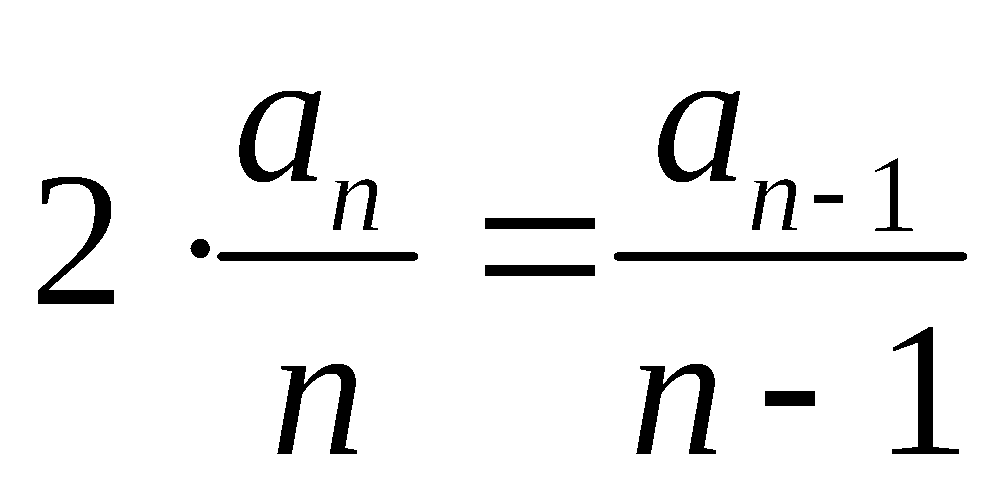 2 · a_n / n = a_{n-1} / n - 1